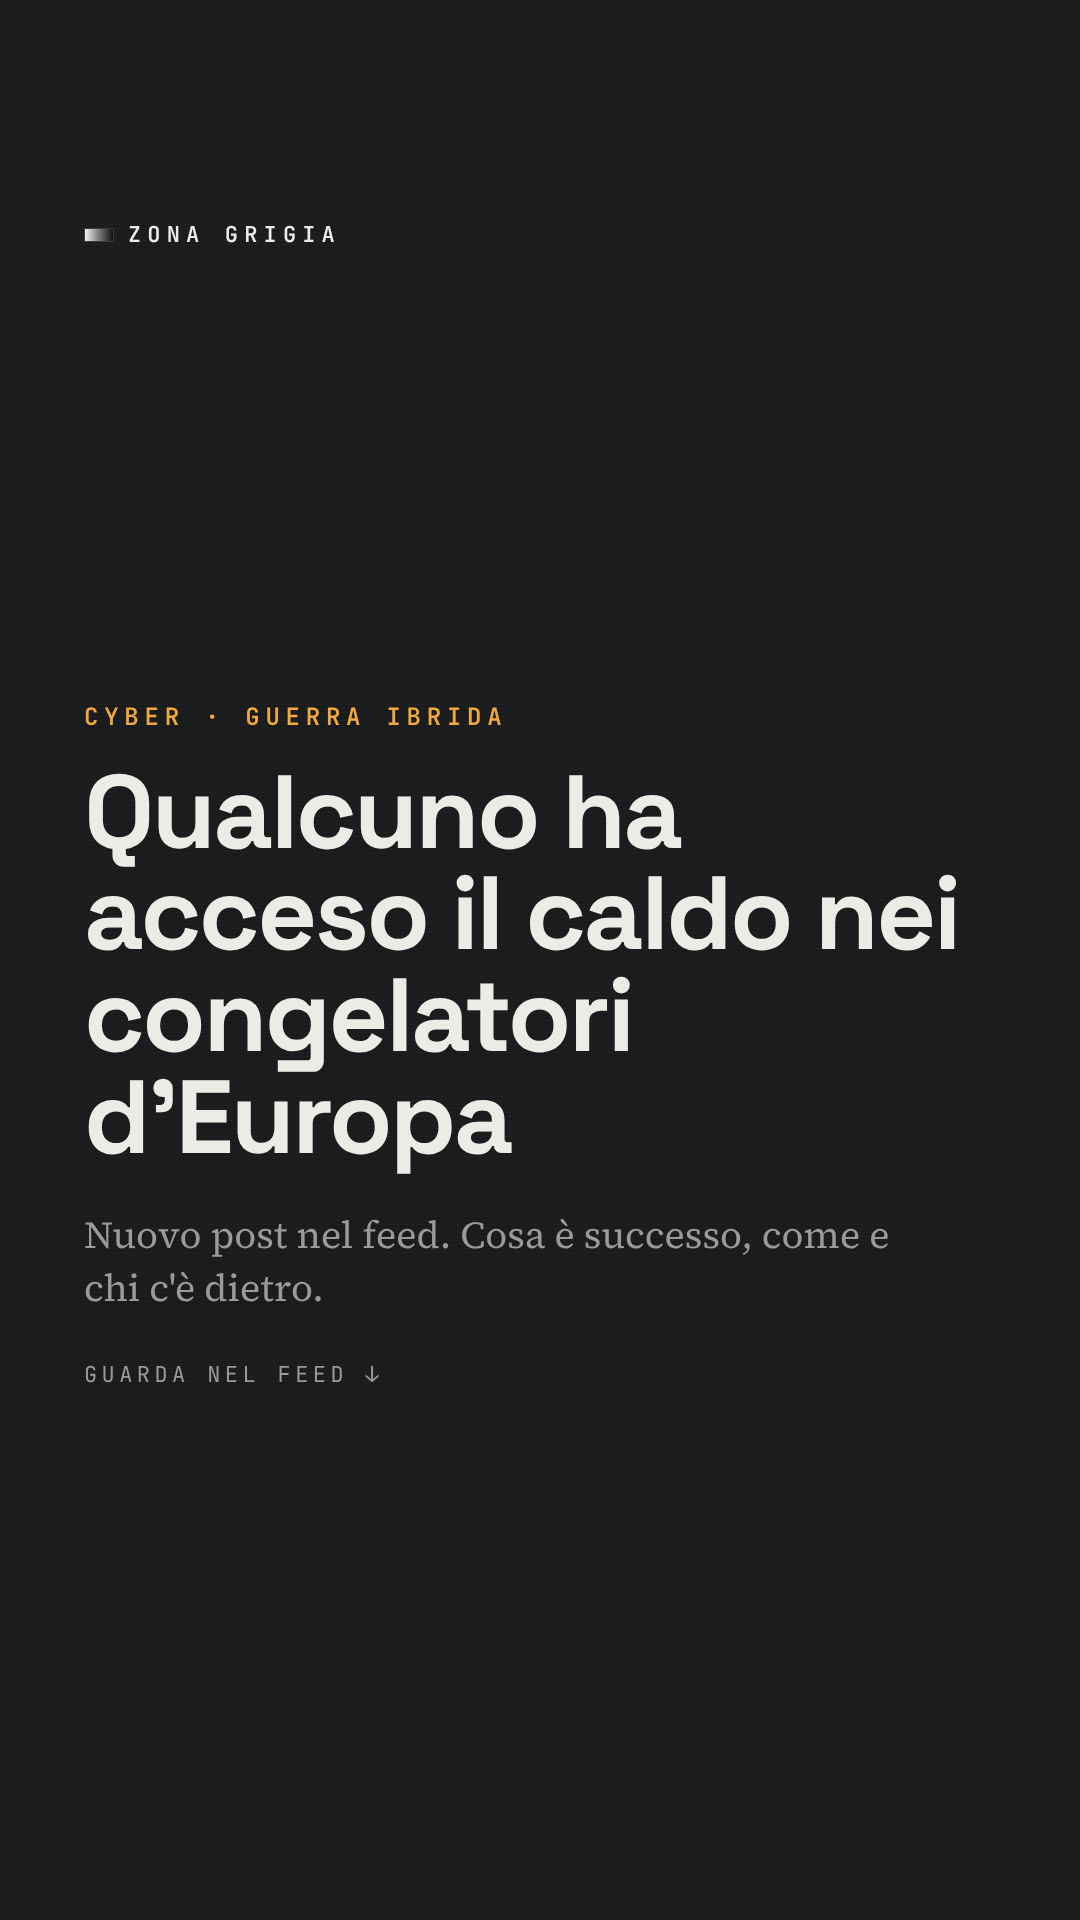 ZONA GRIGIA
CYBER · GUERRA IBRIDA
Qualcuno ha
acceso il caldo nei
congelatori
d’Europa
Nuovo post nel feed. Cosa è successo, come e
chi c'è dietro.
GUARDA NEL FEED ↓